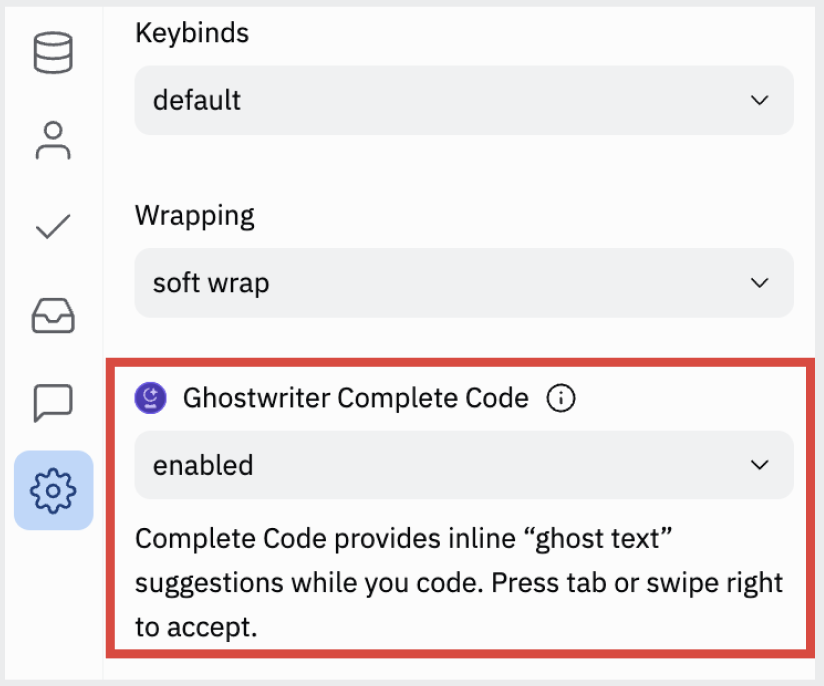 Keybinds
default
Wrapping
soft wrap
Ghostwriter Complete Code
enabled
Complete Code provides inline “ghost text”
suggestions while you code. Press tab or swipe right
to accept.